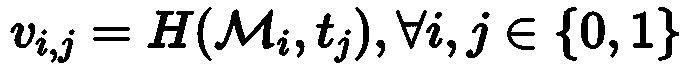 $v_{i,j} = H(\mathcal{M}_i, t_j), \forall i, j \in \{0, 1\}$